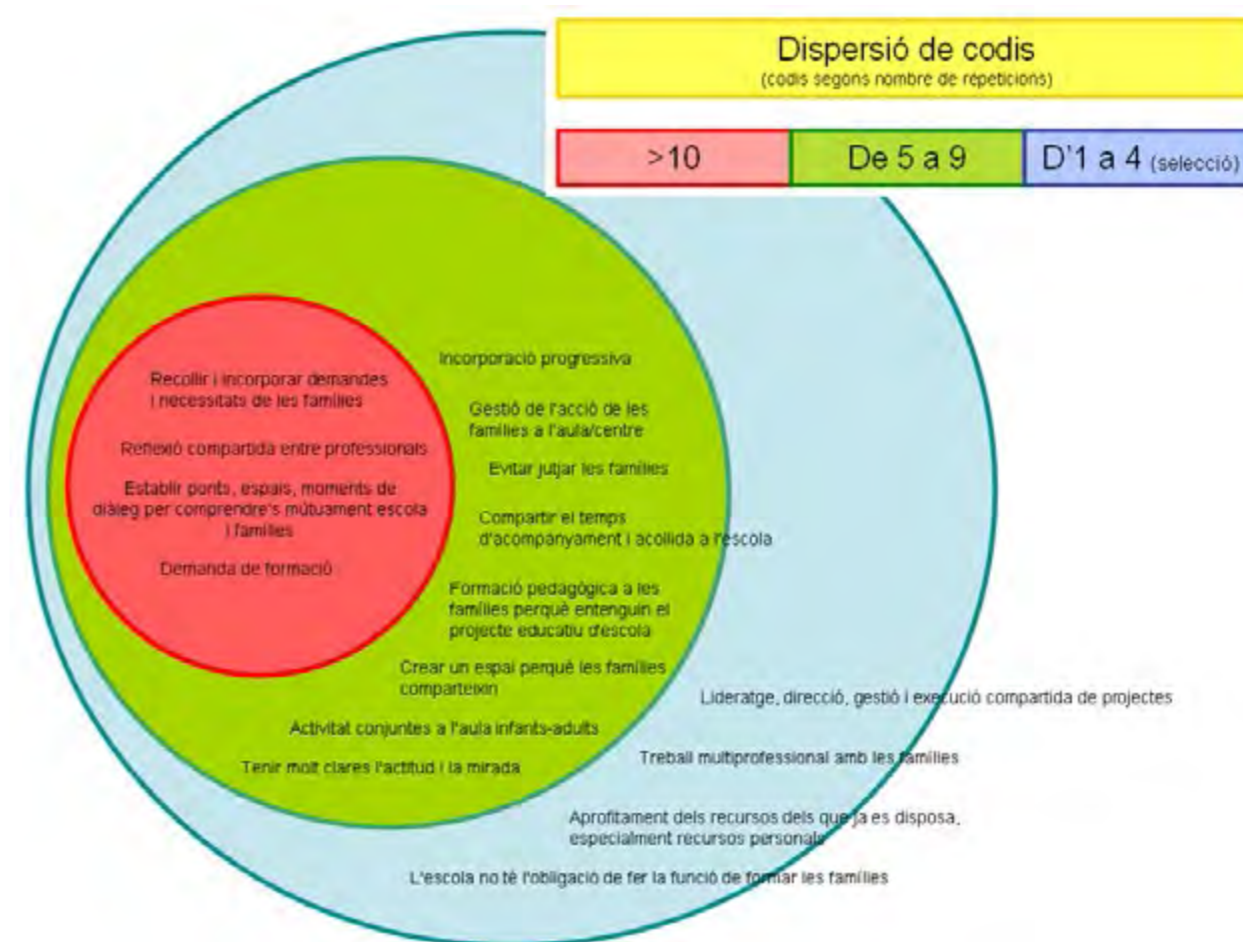 Dispersió de codis
(codis segons nombre de repeticions)
>10
De 5 a 9
D'1 a 4 (selecció)
Recollir i incorporar demandes
i necessitats de les famílies
Reflexió compartida entre professionals
Establir ponts, espais, moments de
diàleg per comprendre's mútuament escola
i famílies
Demanda de formació
Incorporació progressiva
Gestió de l'acció de les
famílies a l'aula/centre
Evitar jutjar les famílies
Compartir el temps
d'acompanyament i acollida a l'escola
Formació pedagògica a les
famílies perquè entenguin el
projecte educatiu d'escola
Crear un espai perquè les famílies
comparteixin
Activitat conjuntes a l'aula infants-adults
Tenir molt clares l'actitud i la mirada
Lideratge, direcció, gestió i execució compartida de projectes
Treball multiprofessional amb les famílies
Aprofitament dels recursos dels que ja es disposa,
especialment recursos personals
L'escola no té l'obligació de fer la funció de formar les famílies